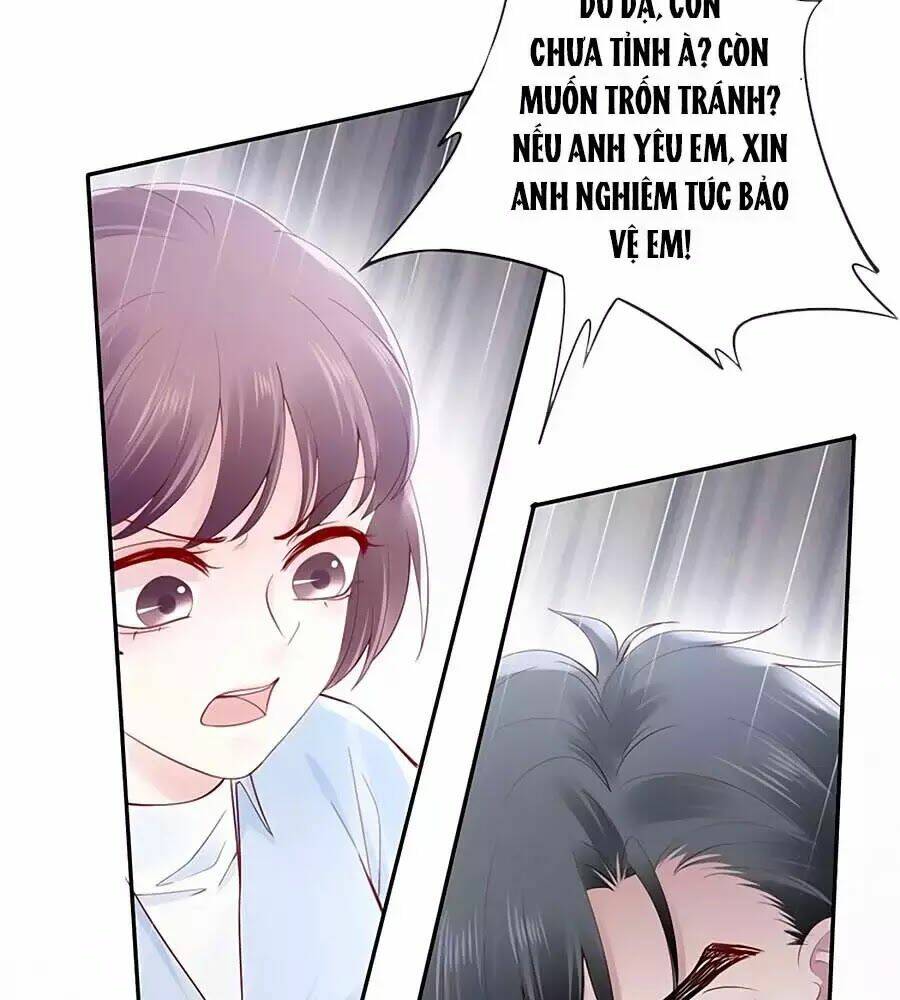 CHƯA TỈNH À? CÒN
MUỐN TRỐN TRÁNH?
NẾU ANH YÊU EM, XIN
ANH NGHIÊM TÚC BẢO
VỆ EM!